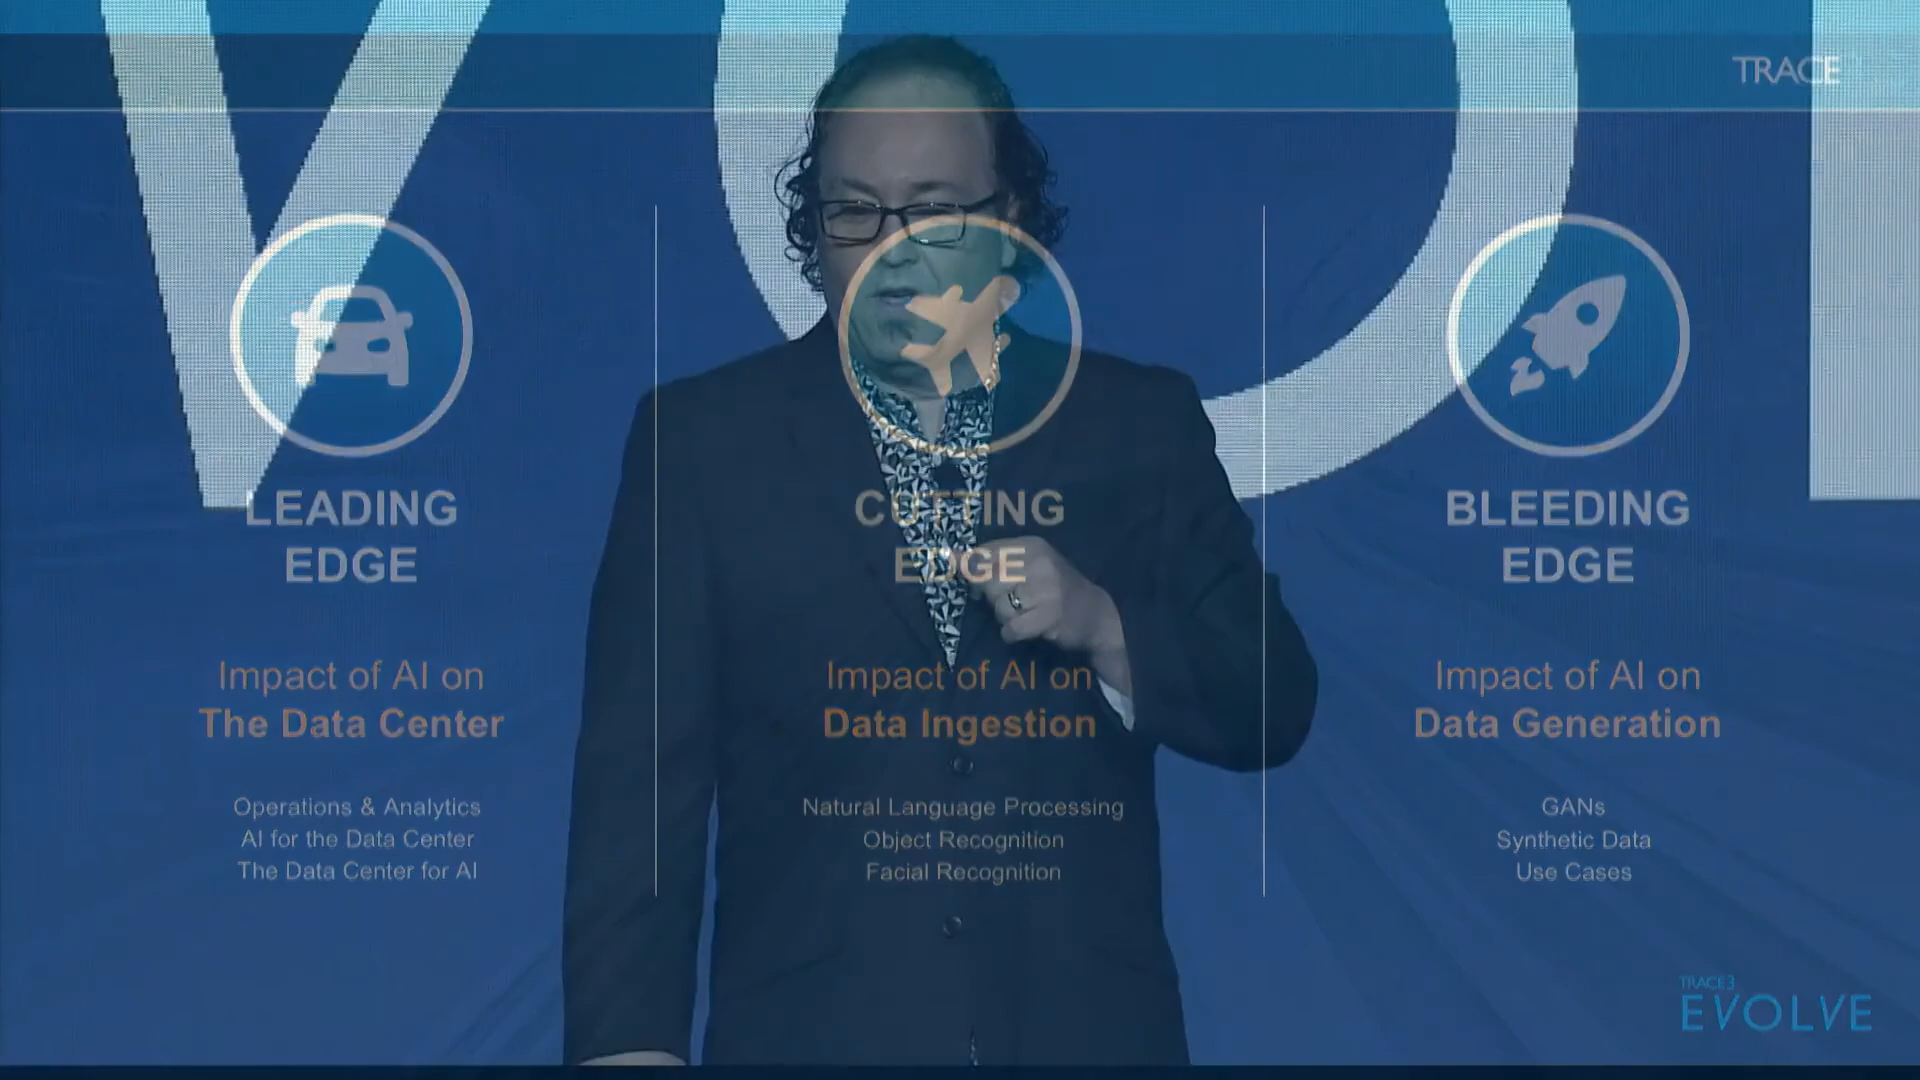 TRACE
LEADING
EDGE
Impact of AI on
The Data Center
Operations & Analytics
AI for the Data Center
The Data Center for AI
CUTTING
EDGE
Impact of AI on
Data Ingestion
Natural Language Processing
Object Recognition
Facial Recognition
BLEEDING
EDGE
Impact of AI on
Data Generation
GANs
Synthetic Data
Use Cases
TRACE3
EVOLVE